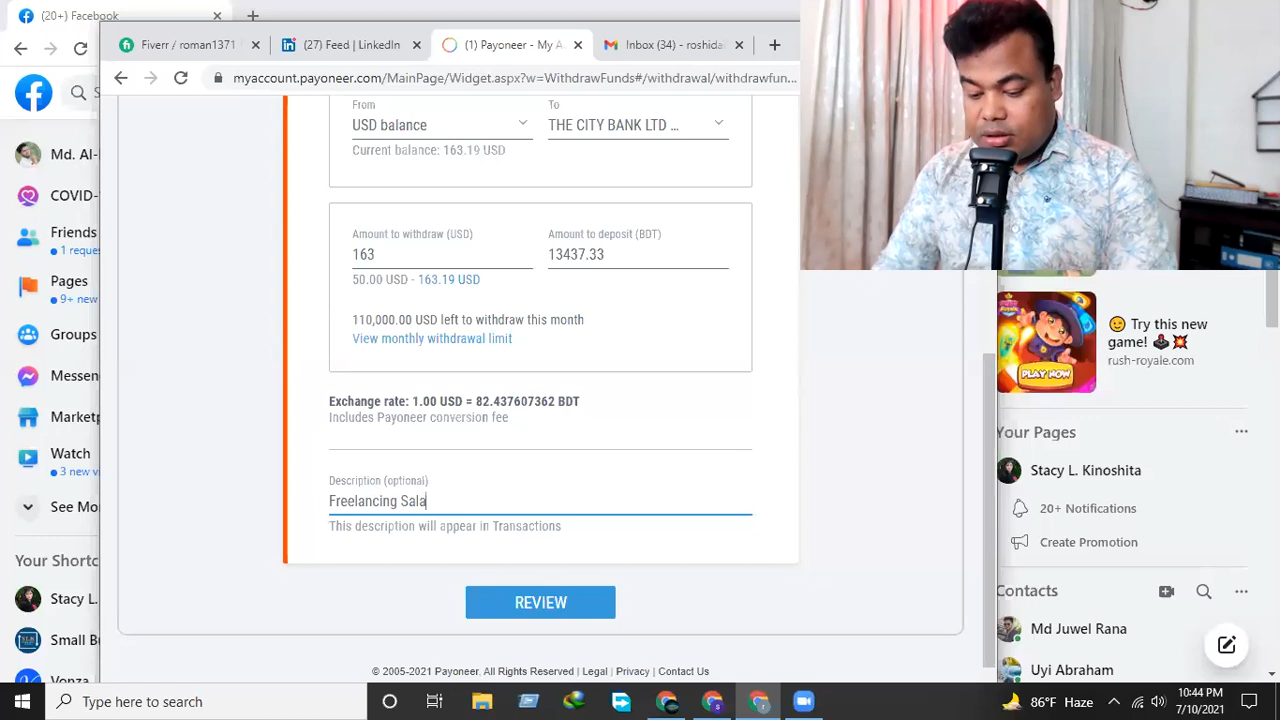 (20+) Facebook
Fiverr / roman1371
(27) Feed | LinkedIn
(1) Payoneer - My A
Inbox (34) - roshida
myaccount.payoneer.com/MainPage/Widget.aspx?w=WithdrawFunds#/withdrawal/withdrawfun...
Md. Al-
COVID-
Friends
1 reque
Pages
9+ new
Groups
Messen
Marketp
Watch
3 new v
See Mo
Your Shortc
Stacy L.
Small Bu
Vonza
From
USD balance
Current balance: 163.19 USD
To
THE CITY BANK LTD ...
Amount to withdraw (USD)
163
50.00 USD - 163.19 USD
Amount to deposit (BDT)
13437.33
110,000.00 USD left to withdraw this month
View monthly withdrawal limit
Exchange rate: 1.00 USD = 82.437607362 BDT
Includes Payoneer conversion fee
Description (optional)
Freelancing Sala
This description will appear in Transactions
REVIEW
© 2005-2021 Payoneer. All Rights Reserved | Legal | Privacy | Contact Us
PLAY NOW
Try this new
game!
rush-royale.com
Your Pages
Stacy L. Kinoshita
20+ Notifications
Create Promotion
Contacts
Md Juwel Rana
Uyi Abraham
Type here to search
86°F Haze
10:44 PM
7/10/2021